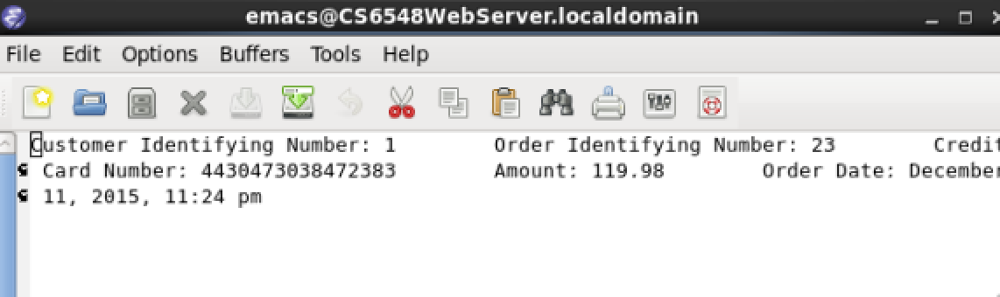 emacs@CS6548WebServer.localdomain
File Edit Options Buffers Tools Help
Customer Identifying Number: 1 Order Identifying Number: 23 Credit
Card Number: 4430473038472383 Amount: 119.98 Order Date: December
11, 2015, 11:24 pm